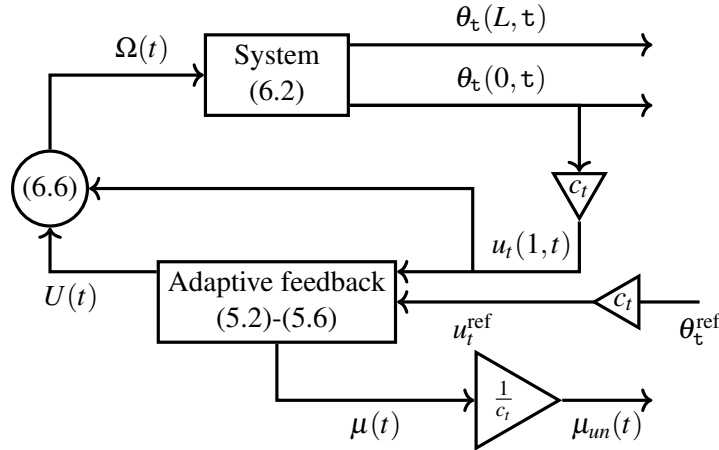 θ_t(L, t)
Ω(t)
System
(6.2)
θ_t(0, t)
c_t
(6.6)
u_t(1, t)
Adaptive feedback
(5.2)-(5.6)
U(t)
c_t
u_t^ref
θ_t^ref
1/c_t
μ(t)
μ_un(t)